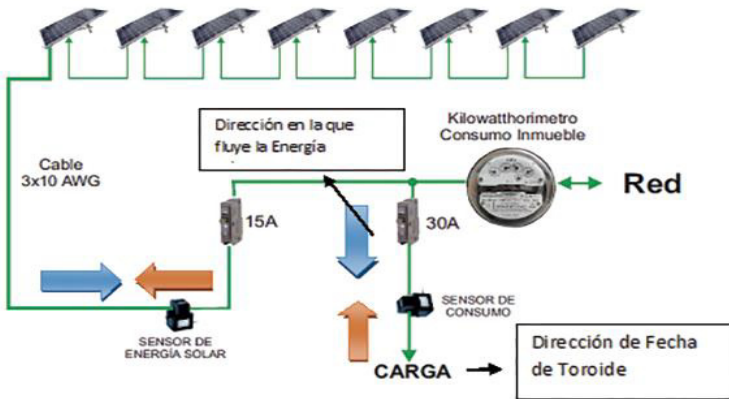 Dirección en la que
fluye la Energía
Kilowatthorimetro
Consumo Inmueble
Cable
3x10 AWG
Red
15A
30A
SENSOR DE
ENERGÍA SOLAR
SENSOR DE
CONSUMO
CARGA
Dirección de Fecha
de Toroide